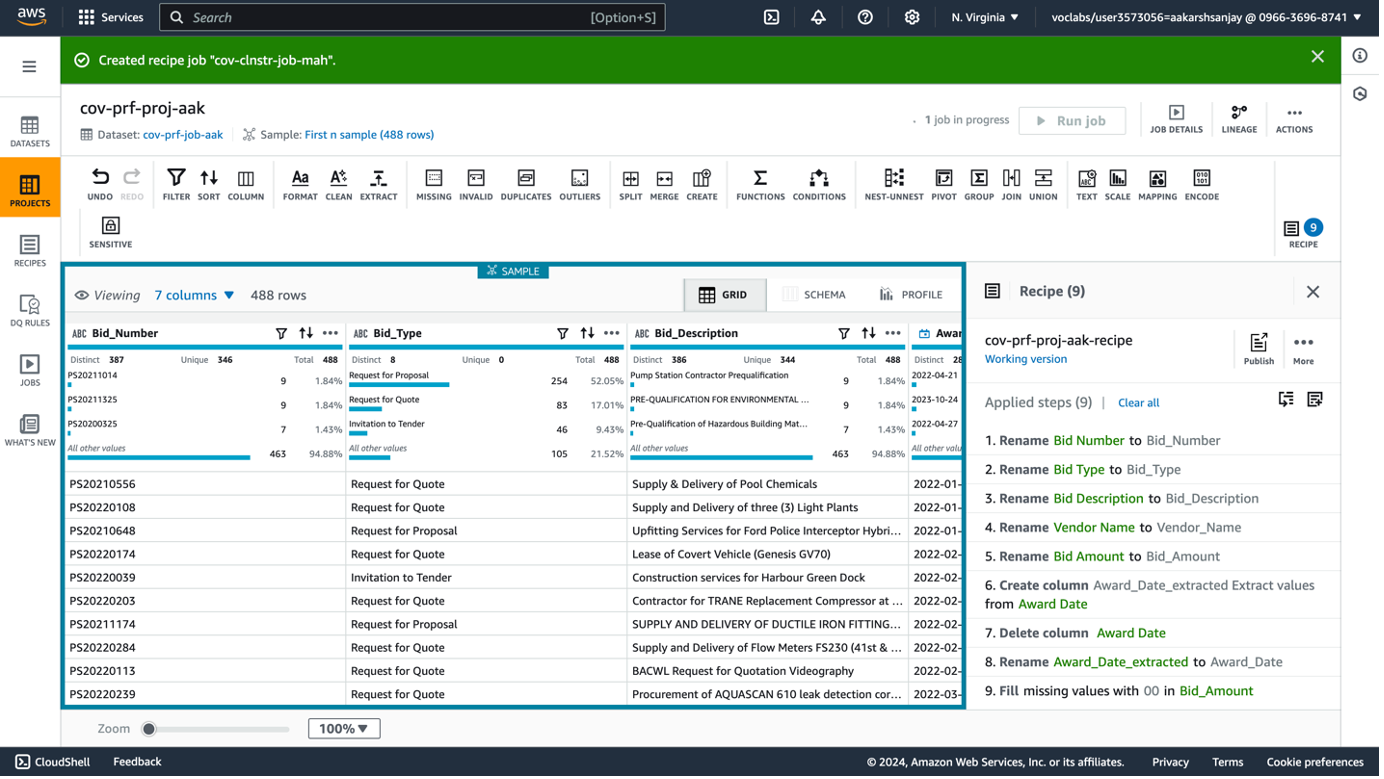 aws
Services
Search
[Option+S]
N. Virginia
voclabs/user3573056=aakarshsanjay @ 0966-3696-8741
Created recipe job "cov-clnstr-job-mah".
DATASETS
PROJECTS
RECIPES
DQ RULES
JOBS
WHAT'S NEW
cov-prf-proj-aak
Dataset: cov-prf-job-aak
Sample: First n sample (488 rows)
1 job in progress
Run job
JOB DETAILS
LINEAGE
ACTIONS
UNDO REDO FILTER SORT COLUMN FORMAT CLEAN EXTRACT MISSING INVALID DUPLICATES OUTLIERS SPLIT MERGE CREATE FUNCTIONS CONDITIONS NEST-UNNEST PIVOT GROUP JOIN UNION TEXT SCALE MAPPING ENCODE
SENSITIVE
9
RECIPE
SAMPLE
Viewing 7 columns 488 rows
GRID SCHEMA PROFILE
ABC Bid_Number ABC Bid_Type ABC Bid_Description Awar
Distinct 387 Unique 346 Total 488 Distinct 8 Unique 0 Total 488 Distinct 386 Unique 344 Total 488 Distinct 28
PS20211014 9 1.84% Request for Proposal 254 52.05% Pump Station Contractor Prequalification 9 1.84% 2022-04-21
PS20211325 9 1.84% Request for Quote 83 17.01% PRE-QUALIFICATION FOR ENVIRONMENTAL ... 9 1.84% 2023-10-24
PS20200325 7 1.43% Invitation to Tender 46 9.43% Pre-Qualification of Hazardous Building Mat... 7 1.43% 2022-04-27
All other values 463 94.88% All other values 105 21.52% All other values 463 94.88% All other valu
PS20210556 Request for Quote Supply & Delivery of Pool Chemicals 2022-01-
PS20220108 Request for Quote Supply and Delivery of three (3) Light Plants 2022-01-
PS20210648 Request for Proposal Upfitting Services for Ford Police Interceptor Hybri... 2022-01-
PS20220174 Request for Quote Lease of Covert Vehicle (Genesis GV70) 2022-02-
PS20220039 Invitation to Tender Construction services for Harbour Green Dock 2022-02-
PS20220203 Request for Quote Contractor for TRANE Replacement Compressor at ... 2022-02-
PS20211174 Request for Proposal SUPPLY AND DELIVERY OF DUCTILE IRON FITTING... 2022-02-
PS20220284 Request for Quote Supply and Delivery of Flow Meters FS230 (41st & ... 2022-02-
PS20220113 Request for Quote BACWL Request for Quotation Videography 2022-02-
PS20220239 Request for Quote Procurement of AQUASCAN 610 leak detection cor... 2022-03-
Zoom 100%
Recipe (9)
cov-prf-proj-aak-recipe
Working version
Publish
More
Applied steps (9) | Clear all
1. Rename Bid Number to Bid_Number
2. Rename Bid Type to Bid_Type
3. Rename Bid Description to Bid_Description
4. Rename Vendor Name to Vendor_Name
5. Rename Bid Amount to Bid_Amount
6. Create column Award_Date_extracted Extract values
from Award Date
7. Delete column Award Date
8. Rename Award_Date_extracted to Award_Date
9. Fill missing values with 00 in Bid_Amount
CloudShell
Feedback
© 2024, Amazon Web Services, Inc. or its affiliates.
Privacy
Terms
Cookie preferences